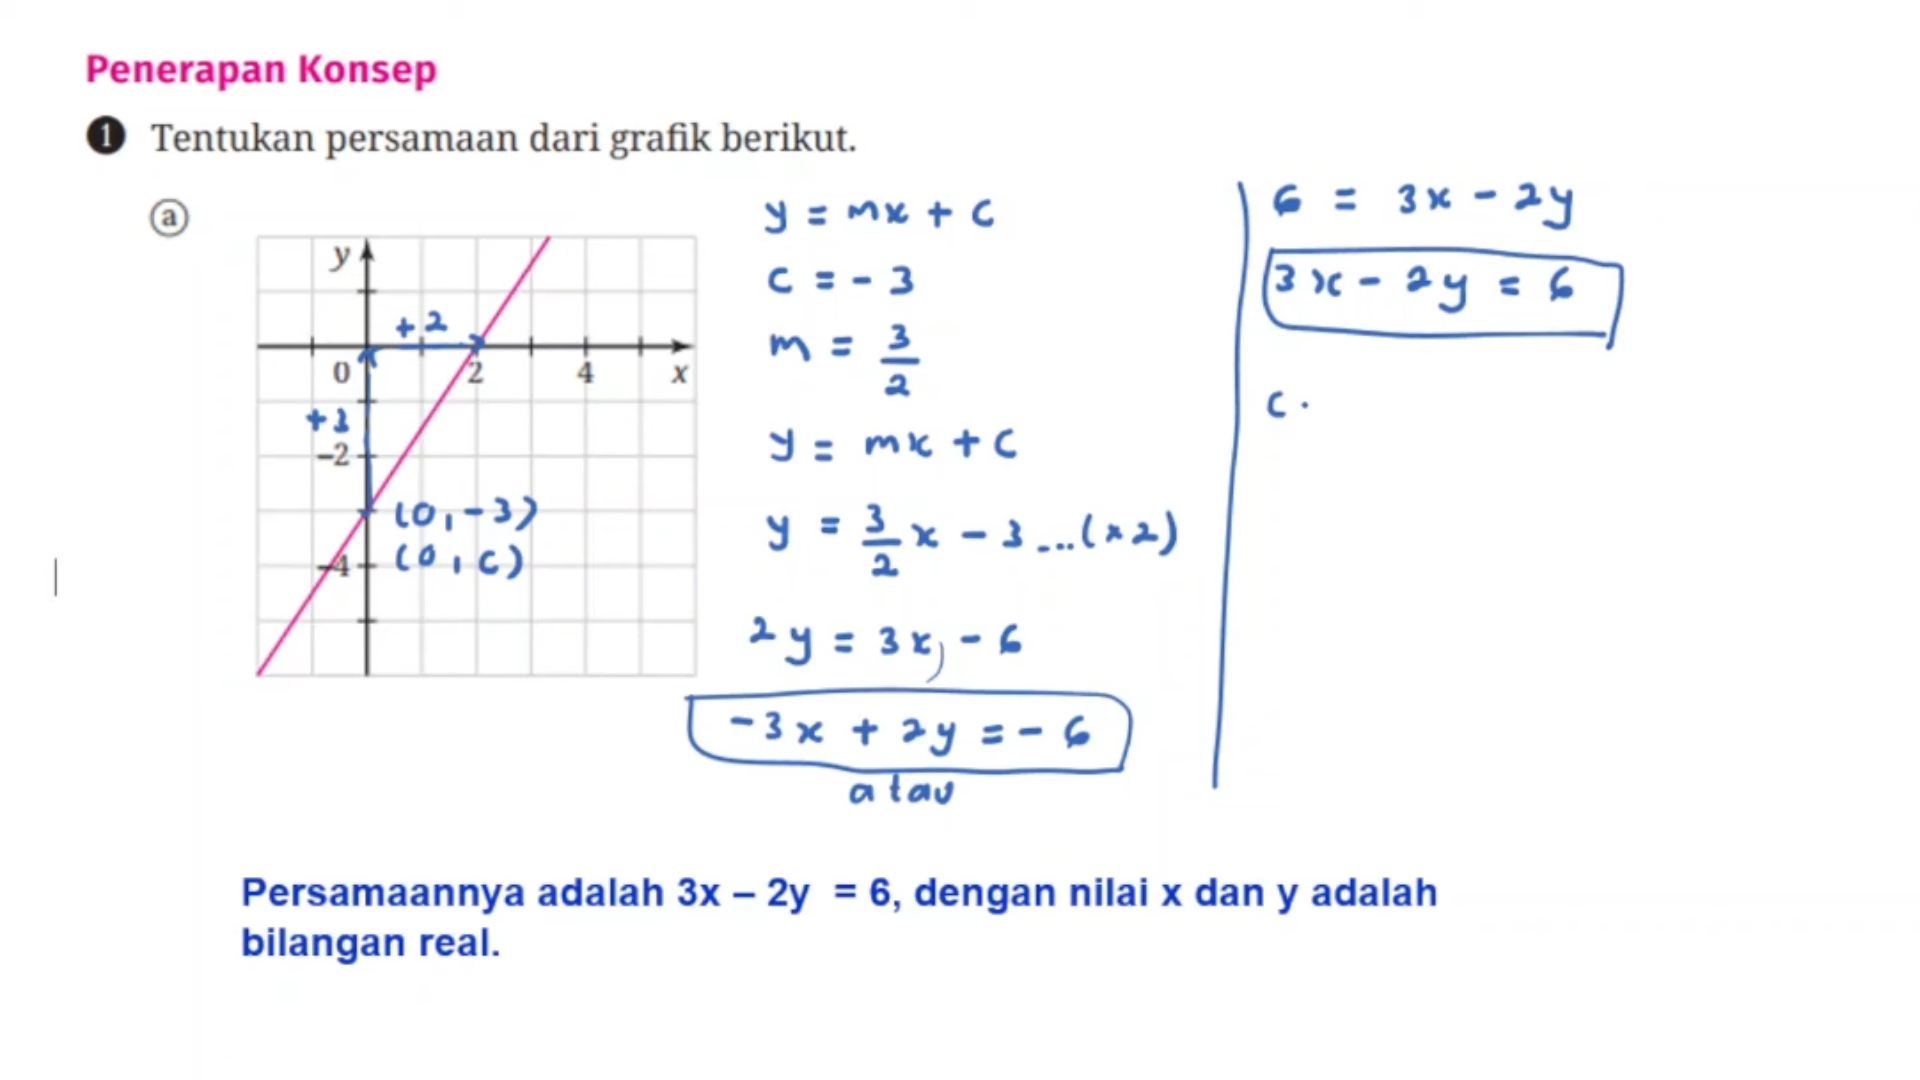 Penerapan Konsep
1 Tentukan persamaan dari grafik berikut.
a
y
+2
0 2 4 x
+3
-2
(0, -3)
-4 (0, c)
y = mx + c
c = -3
m = 3/2
y = mx + c
y = 3/2 x - 3 ...(×2)
2y = 3x - 6
-3x + 2y = -6
atau
6 = 3x - 2y
3x - 2y = 6
c .
Persamaannya adalah 3x – 2y = 6, dengan nilai x dan y adalah
bilangan real.